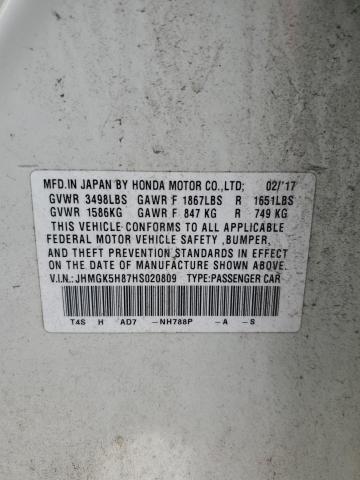 MFD.IN JAPAN BY HONDA MOTOR CO.,LTD; 02/'17
GVWR 3498LBS GAWR F 1867LBS R 1651LBS
GVWR 1586KG GAWR F 847 KG R 749 KG
THIS VEHICLE CONFORMS TO ALL APPLICABLE
FEDERAL MOTOR VEHICLE SAFETY ,BUMPER,
AND THEFT PREVENTION STANDARDS IN EFFECT
ON THE DATE OF MANUFACTURE SHOWN ABOVE.
V.I.N.: JHMGK5H87HS020809 TYPE:PASSENGER CAR
T4S H AD7 -NH788P -A -S